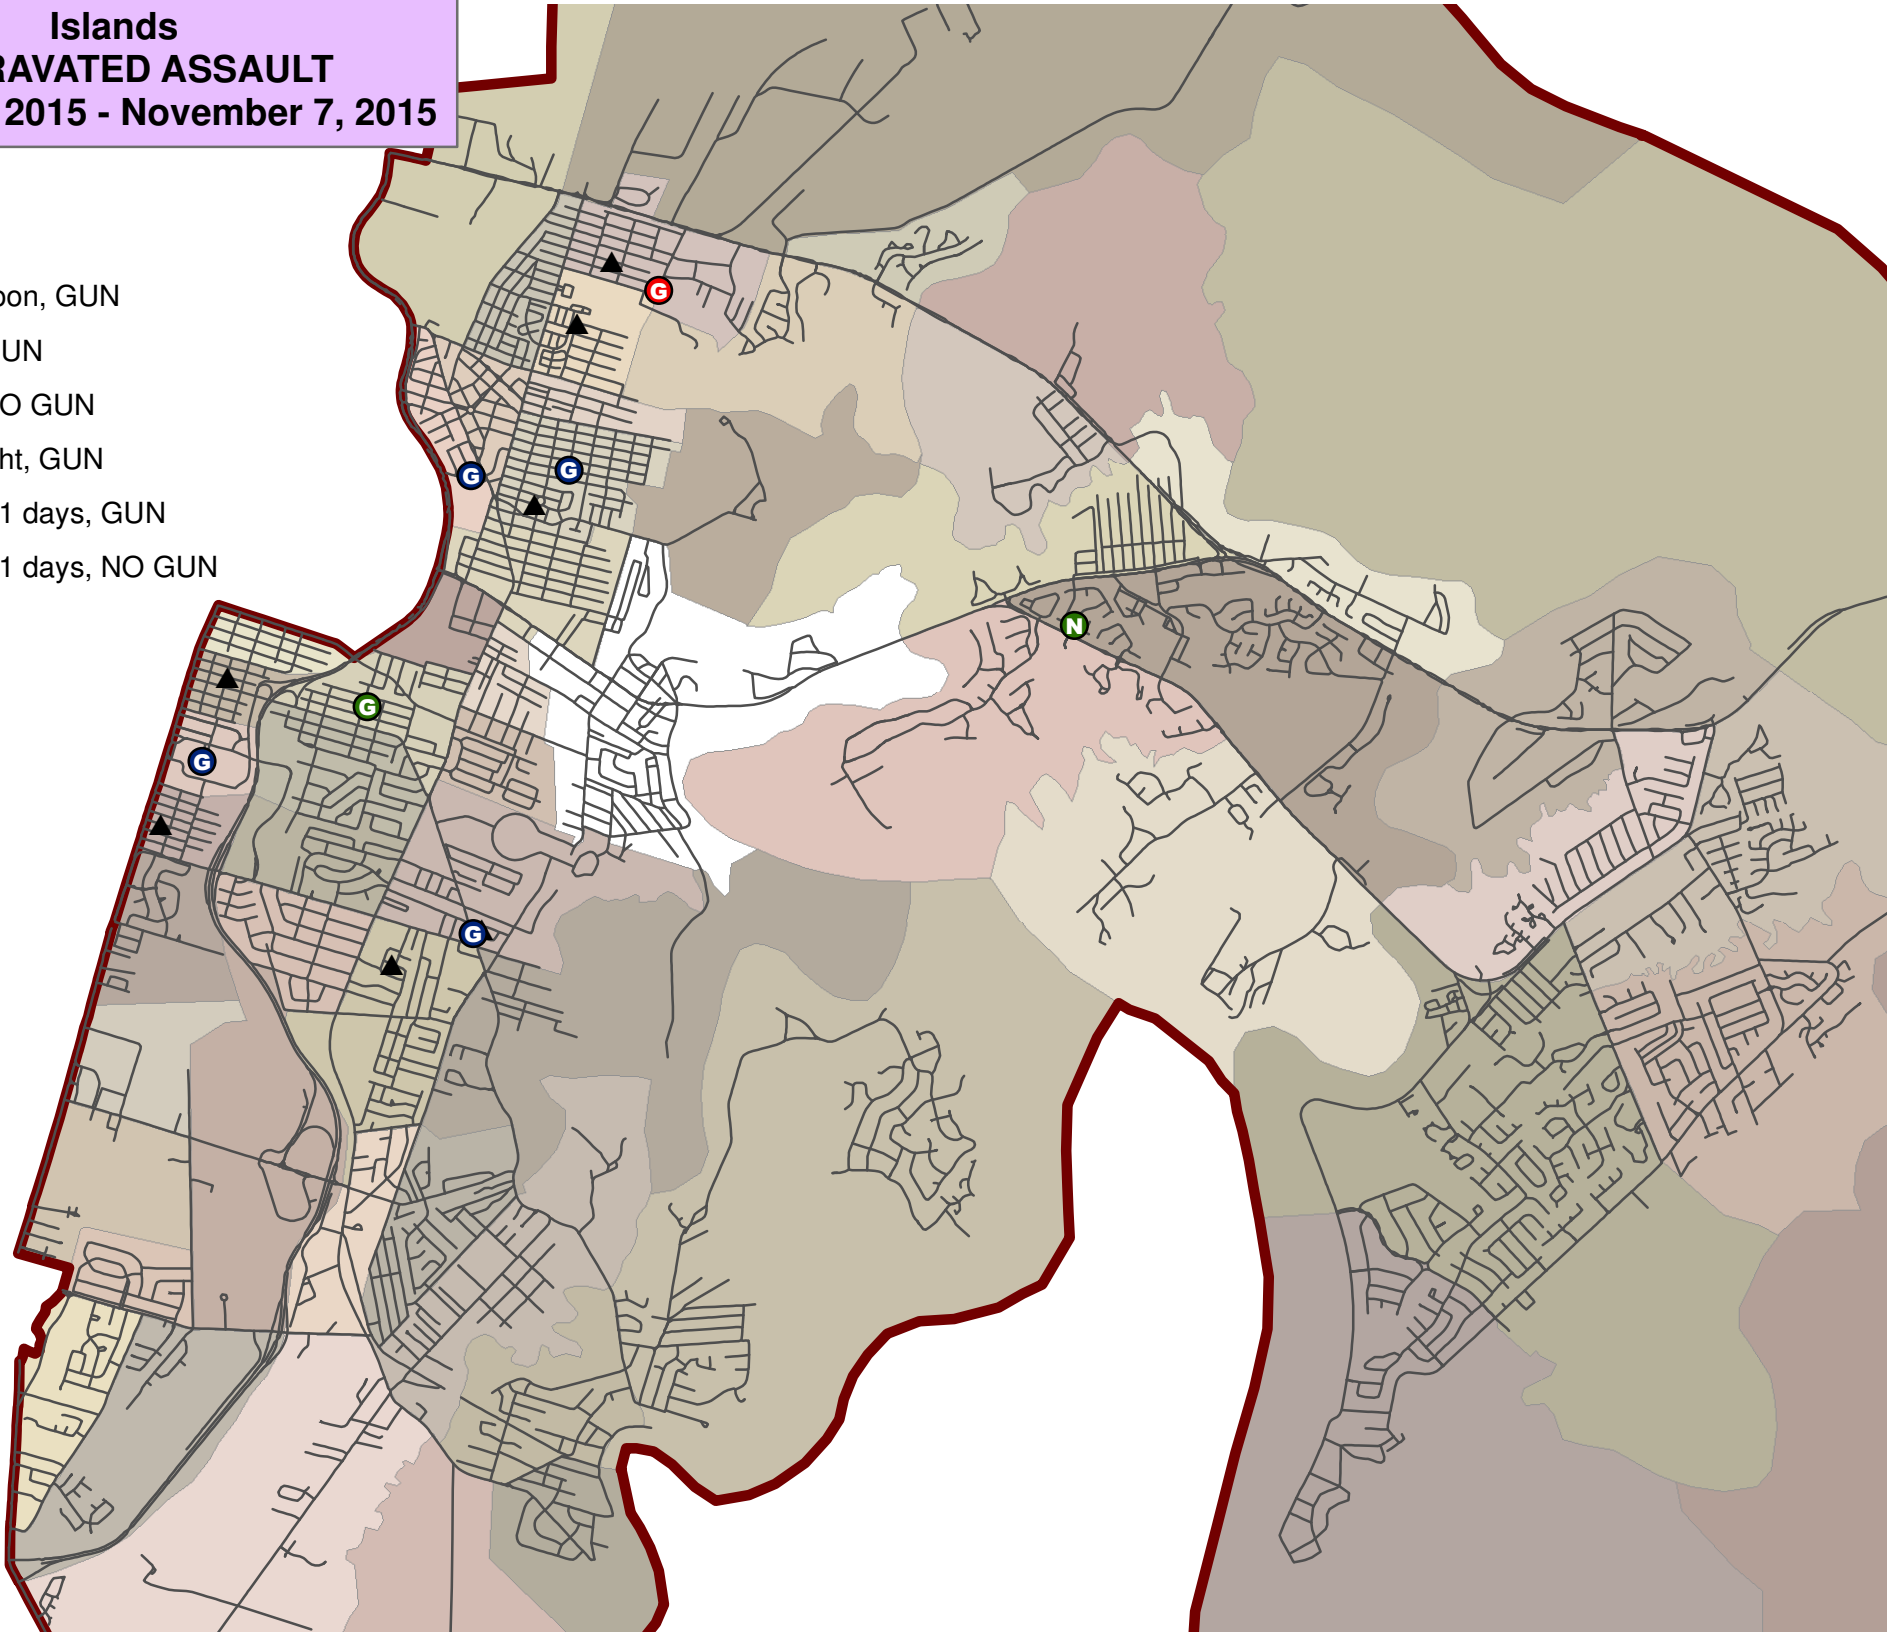 Islands
RAVATED ASSAULT
2015 - November 7, 2015
oon, GUN
UN
O GUN
ht, GUN
1 days, GUN
1 days, NO GUN
G
G
G
N
G
G
G